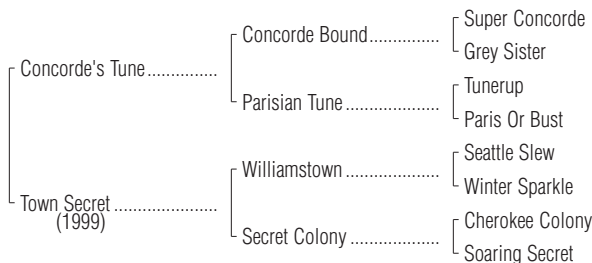 Super Concorde
Concorde Bound................
Grey Sister
Concorde's Tune...............
Tunerup
Parisian Tune.....................
Paris Or Bust
Seattle Slew
Williamstown.....................
Winter Sparkle
Town Secret......................
(1999)
Cherokee Colony
Secret Colony....................
Soaring Secret